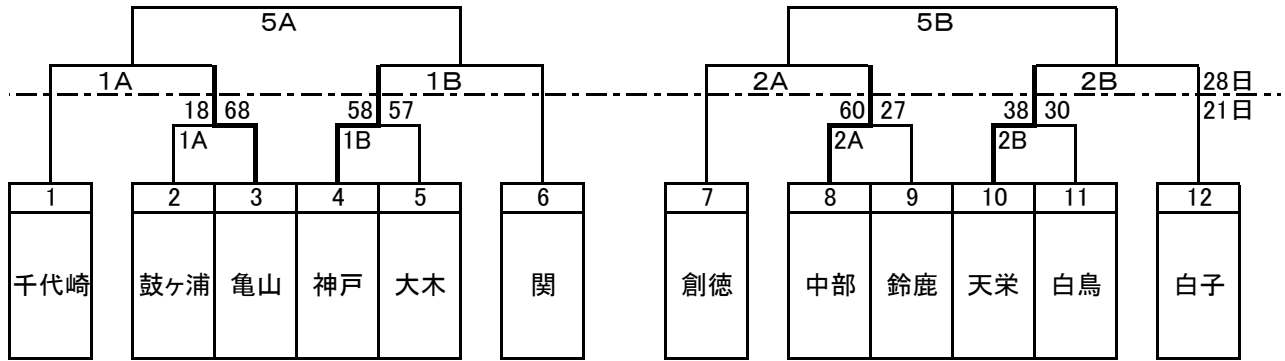 5A 5B
1A 1B 2A 2B 28日
18 68 58 57 60 27 38 30 21日
1A 1B 2A 2B
1 2 3 4 5 6 7 8 9 10 11 12
千代崎 鼓ヶ浦 亀山 神戸 大木 関 創徳 中部 鈴鹿 天栄 白鳥 白子